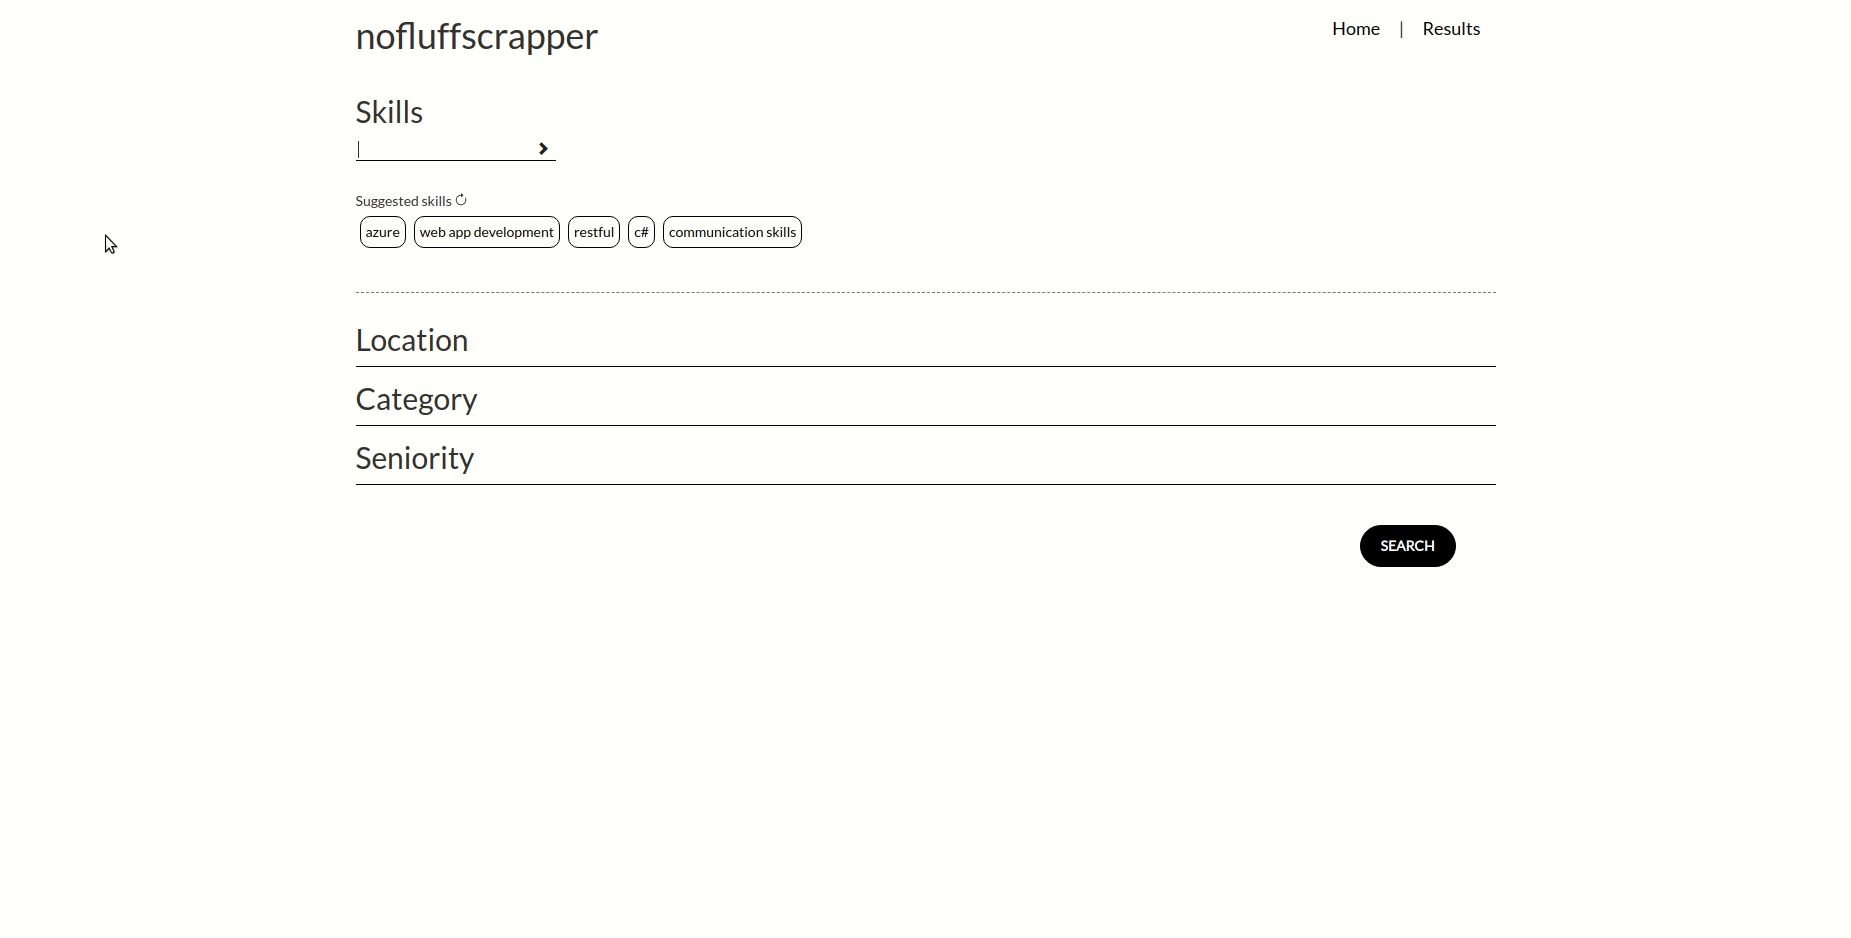 nofluffscrapper
Home | Results
Skills
Suggested skills
azure web app development restful c# communication skills
Location
Category
Seniority
SEARCH